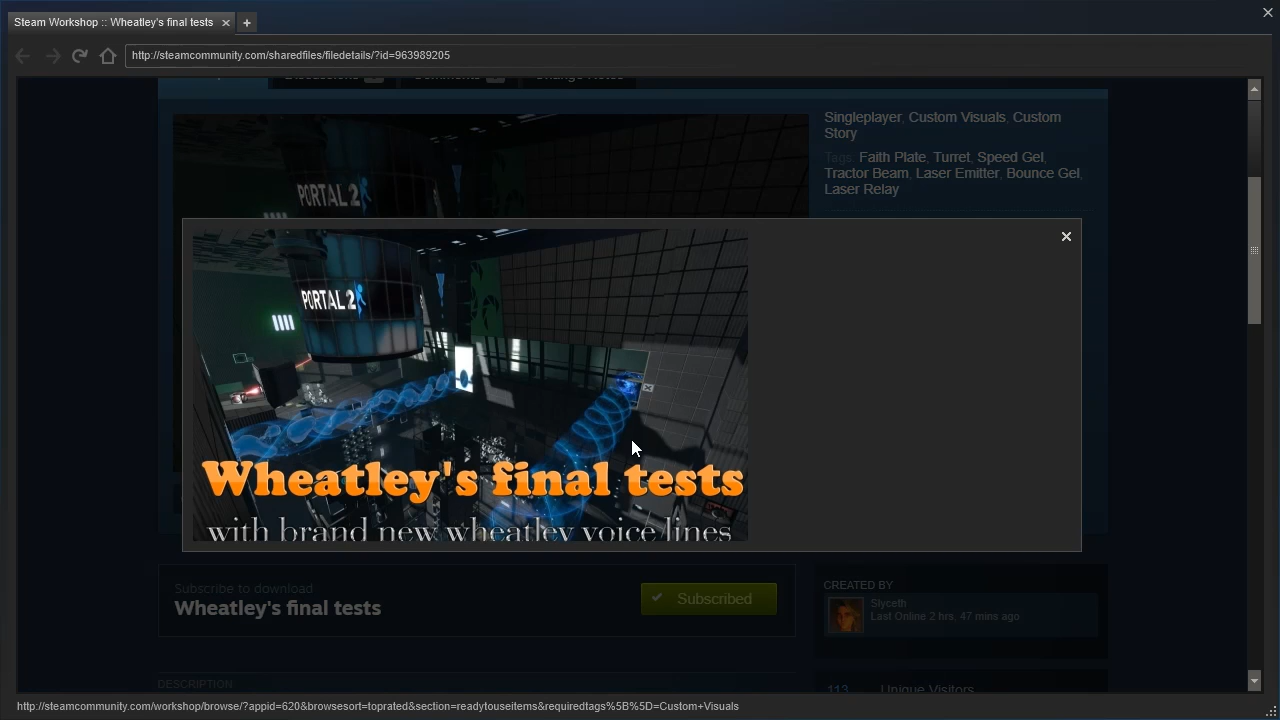 Steam Workshop :: Wheatley's final tests
http://steamcommunity.com/sharedfiles/filedetails/?id=963989205
Discussions
Comments
Change Notes
Singleplayer, Custom Visuals, Custom
Story
Tags: Faith Plate, Turret, Speed Gel,
Tractor Beam, Laser Emitter, Bounce Gel,
Laser Relay
PORTAL 2
PORTAL 2
Wheatley's final tests
with brand new wheatley voice lines
Subscribe to download
Wheatley's final tests
Subscribed
CREATED BY
Slyceth
Last Online 2 hrs, 47 mins ago
DESCRIPTION
113 Unique Visitors
http://steamcommunity.com/workshop/browse/?appid=620&browsesort=toprated&section=readytouseitems&requiredtags%5B%5D=Custom+Visuals